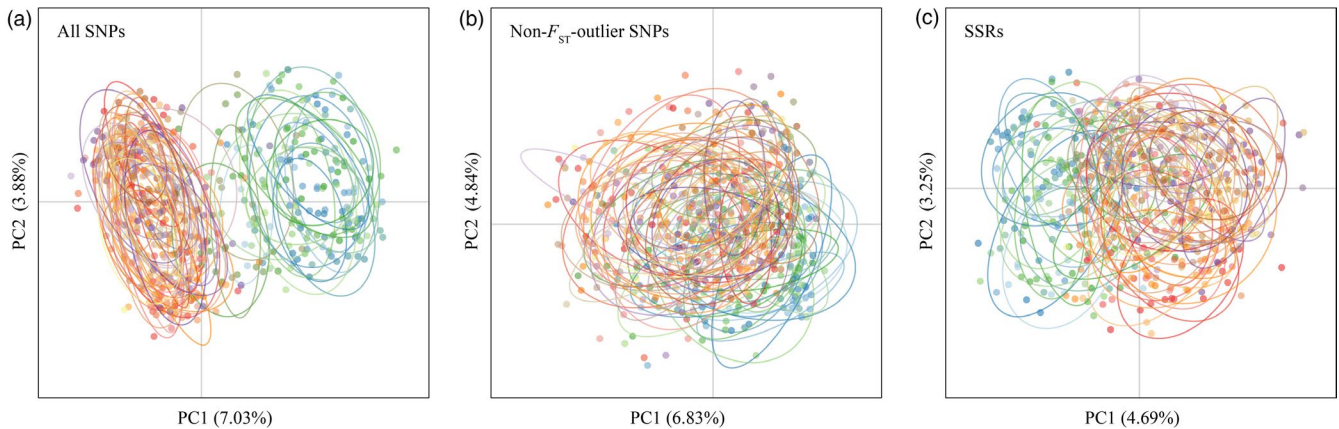 (a)
All SNPs
PC2 (3.88%)
PC1 (7.03%)
(b)
Non-FST-outlier SNPs
PC2 (4.84%)
PC1 (6.83%)
(c)
SSRs
PC2 (3.25%)
PC1 (4.69%)